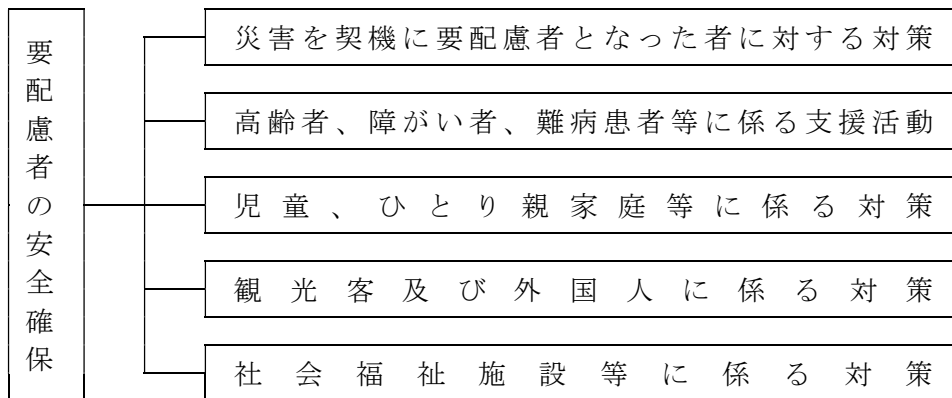 要配慮者の安全確保
災害を契機に要配慮者となった者に対する対策
高齢者、障がい者、難病患者等に係る支援活動
児童、ひとり親家庭等に係る対策
観光客及び外国人に係る対策
社会福祉施設等に係る対策